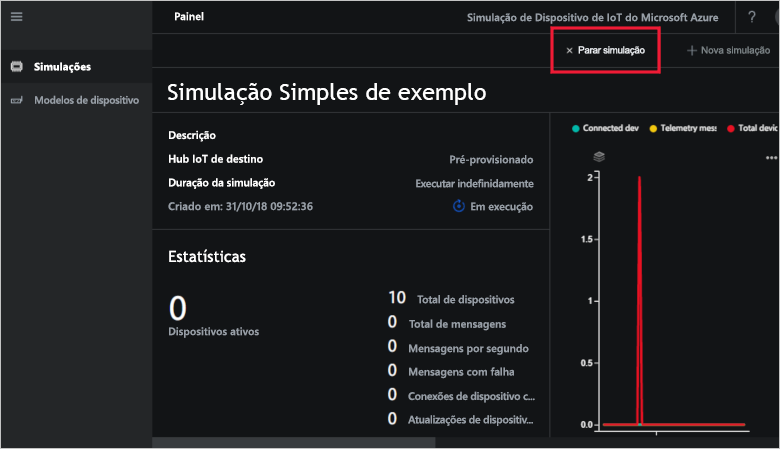 Painel
Simulação de Dispositivo de IoT do Microsoft Azure
?
× Parar simulação
+ Nova simulação
Simulações
Modelos de dispositivo
Simulação Simples de exemplo
Descrição
Hub IoT de destino
Pré-provisionado
Duração da simulação
Executar indefinidamente
Criado em: 31/10/18 09:52:36
Em execução
Estatísticas
0
Dispositivos ativos
10 Total de dispositivos
0 Total de mensagens
0 Mensagens por segundo
0 Mensagens com falha
0 Conexões de dispositivo c...
0 Atualizações de dispositiv...
Connected dev
Telemetry mes:
Total devic
...
2
1.5
1
0.5
0.0